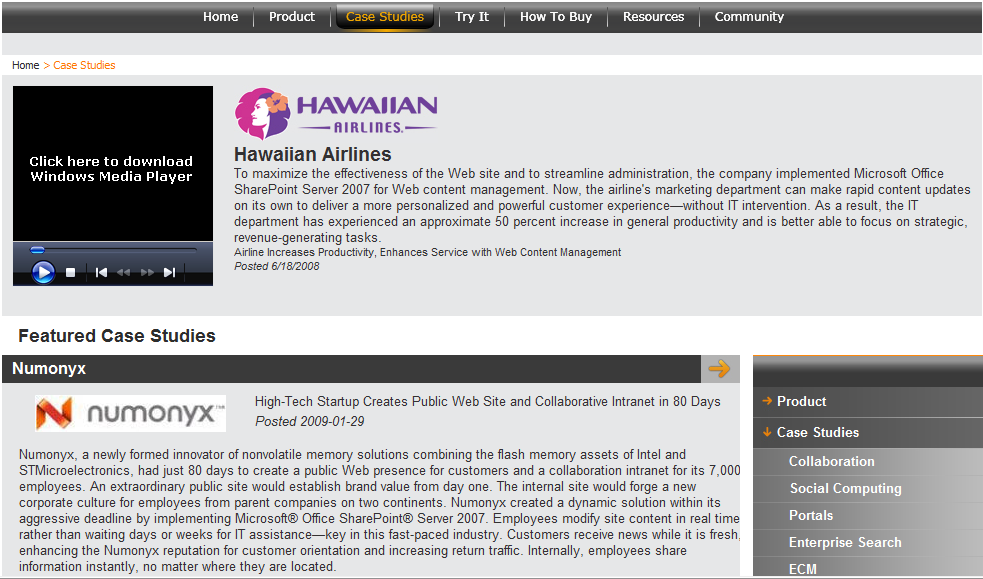 Home Product Case Studies Try It How To Buy Resources Community
Home > Case Studies
Click here to download
Windows Media Player
HAWAIIAN
AIRLINES.
Hawaiian Airlines
To maximize the effectiveness of the Web site and to streamline administration, the company implemented Microsoft Office
SharePoint Server 2007 for Web content management. Now, the airline's marketing department can make rapid content updates
on its own to deliver a more personalized and powerful customer experience—without IT intervention. As a result, the IT
department has experienced an approximate 50 percent increase in general productivity and is better able to focus on strategic,
revenue-generating tasks.
Airline Increases Productivity, Enhances Service with Web Content Management
Posted 6/18/2008
Featured Case Studies
Numonyx
numonyx™
High-Tech Startup Creates Public Web Site and Collaborative Intranet in 80 Days
Posted 2009-01-29
Numonyx, a newly formed innovator of nonvolatile memory solutions combining the flash memory assets of Intel and
STMicroelectronics, had just 80 days to create a public Web presence for customers and a collaboration intranet for its 7,000
employees. An extraordinary public site would establish brand value from day one. The internal site would forge a new
corporate culture for employees from parent companies on two continents. Numonyx created a dynamic solution within its
aggressive deadline by implementing Microsoft® Office SharePoint® Server 2007. Employees modify site content in real time
rather than waiting days or weeks for IT assistance—key in this fast-paced industry. Customers receive news while it is fresh,
enhancing the Numonyx reputation for customer orientation and increasing return traffic. Internally, employees share
information instantly, no matter where they are located.
Product
Case Studies
Collaboration
Social Computing
Portals
Enterprise Search
ECM